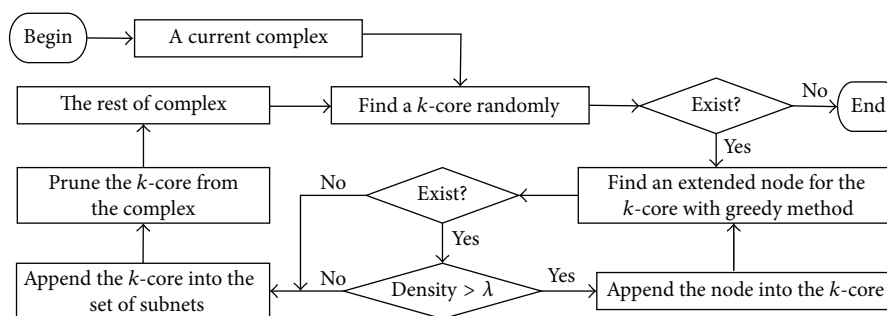 Begin
A current complex
The rest of complex
Find a k-core randomly
Exist?
No
End
Yes
Prune the k-core from
the complex
No
Exist?
Find an extended node for the
k-core with greedy method
Yes
Append the k-core into the
set of subnets
No
Density > λ
Yes
Append the node into the k-core